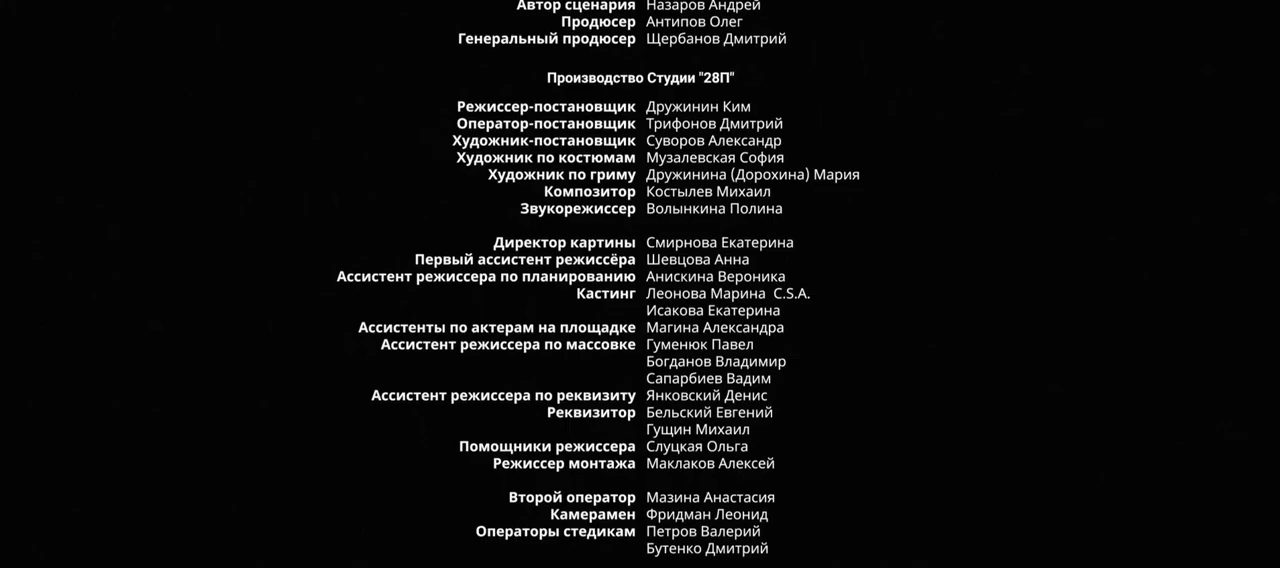 Автор сценария Назаров Андрей
Продюсер Антипов Олег
Генеральный продюсер Щербанов Дмитрий
Производство Студии "28П"
Режиссер-постановщик Дружинин Ким
Оператор-постановщик Трифонов Дмитрий
Художник-постановщик Суворов Александр
Художник по костюмам Музалевская София
Художник по гриму Дружинина (Дорохина) Мария
Композитор Костылев Михаил
Звукорежиссер Волынкина Полина
Директор картины Смирнова Екатерина
Первый ассистент режиссёра Шевцова Анна
Ассистент режиссера по планированию Анискина Вероника
Кастинг Леонова Марина C.S.A.
Исакова Екатерина
Ассистенты по актерам на площадке Магина Александра
Ассистент режиссера по массовке Гуменюк Павел
Богданов Владимир
Сапарбиев Вадим
Ассистент режиссера по реквизиту Янковский Денис
Реквизитор Бельский Евгений
Гущин Михаил
Помощники режиссера Слуцкая Ольга
Режиссер монтажа Маклаков Алексей
Второй оператор Мазина Анастасия
Камерамен Фридман Леонид
Операторы стедикам Петров Валерий
Бутенко Дмитрий